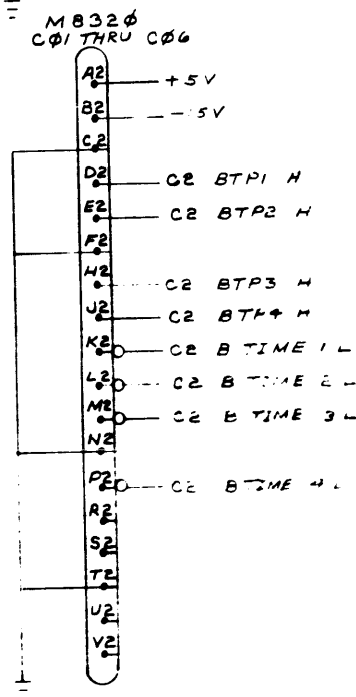 M8320
C01 THRU C06
A2 +5V
B2 -5V
C2
D2 C2 BTP1 H
E2 C2 BTP2 H
F2
H2 C2 BTP3 H
J2 C2 BTP4 H
K2 C2 B TIME 1 L
L2 C2 B TIME 2 L
M2 C2 B TIME 3 L
N2
P2 C2 B TIME 4 L
R2
S2
T2
U2
V2